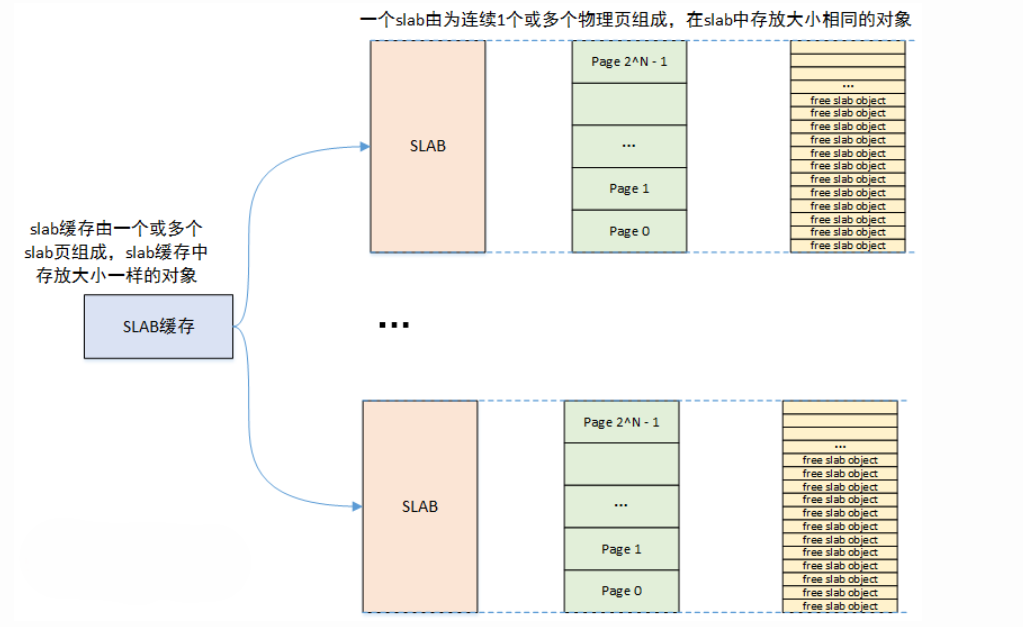 一个slab由为连续1个或多个物理页组成，在slab中存放大小相同的对象
SLAB
Page 2^N - 1
...
Page 1
Page 0
...
free slab object
free slab object
free slab object
free slab object
free slab object
free slab object
free slab object
free slab object
free slab object
free slab object
free slab object
free slab object
slab缓存由一个或多个
slab页组成，slab缓存中
存放大小一样的对象
SLAB缓存
...
SLAB
Page 2^N - 1
...
Page 1
Page 0
...
free slab object
free slab object
free slab object
free slab object
free slab object
free slab object
free slab object
free slab object
free slab object
free slab object
free slab object
free slab object